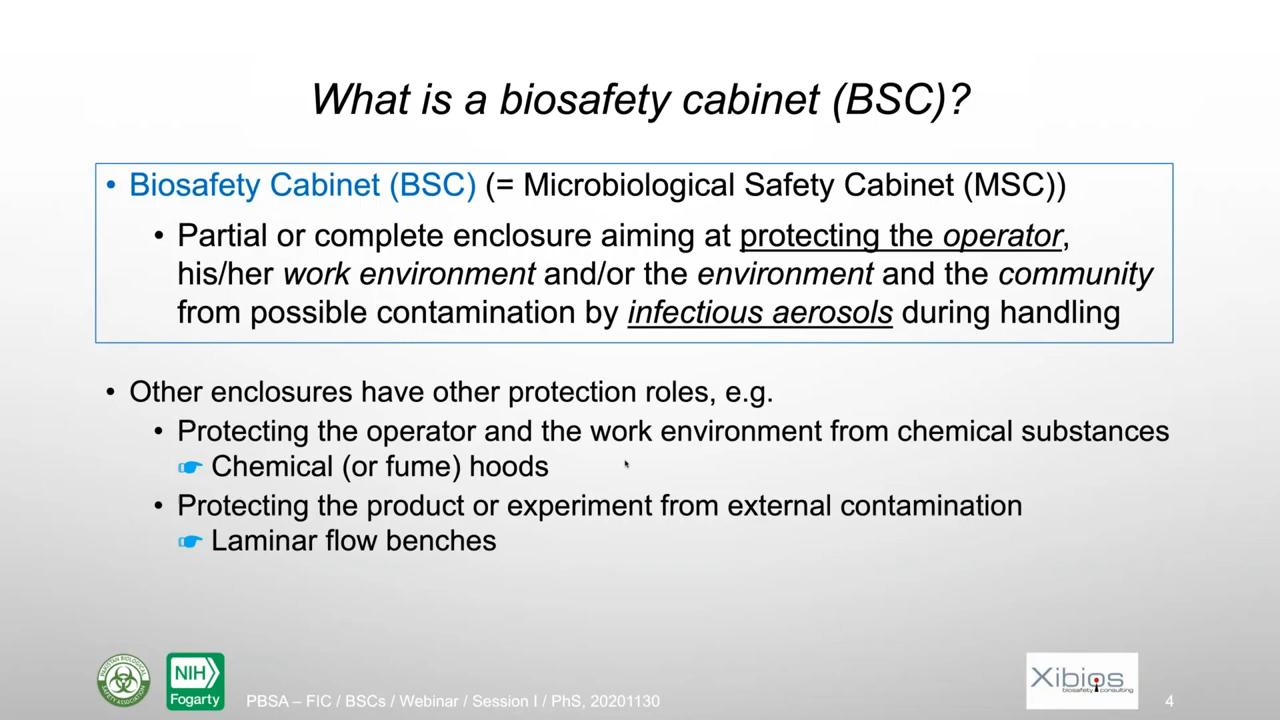 What is a biosafety cabinet (BSC)?
• Biosafety Cabinet (BSC) (= Microbiological Safety Cabinet (MSC))
• Partial or complete enclosure aiming at protecting the operator,
his/her work environment and/or the environment and the community
from possible contamination by infectious aerosols during handling
• Other enclosures have other protection roles, e.g.
• Protecting the operator and the work environment from chemical substances
☛ Chemical (or fume) hoods
• Protecting the product or experiment from external contamination
☛ Laminar flow benches
PAKISTAN BIOLOGICAL
SAFETY ASSOCIATION
NIH
Fogarty
PBSA – FIC / BSCs / Webinar / Session I / PhS, 20201130
Xibios
biosafety consulting
4